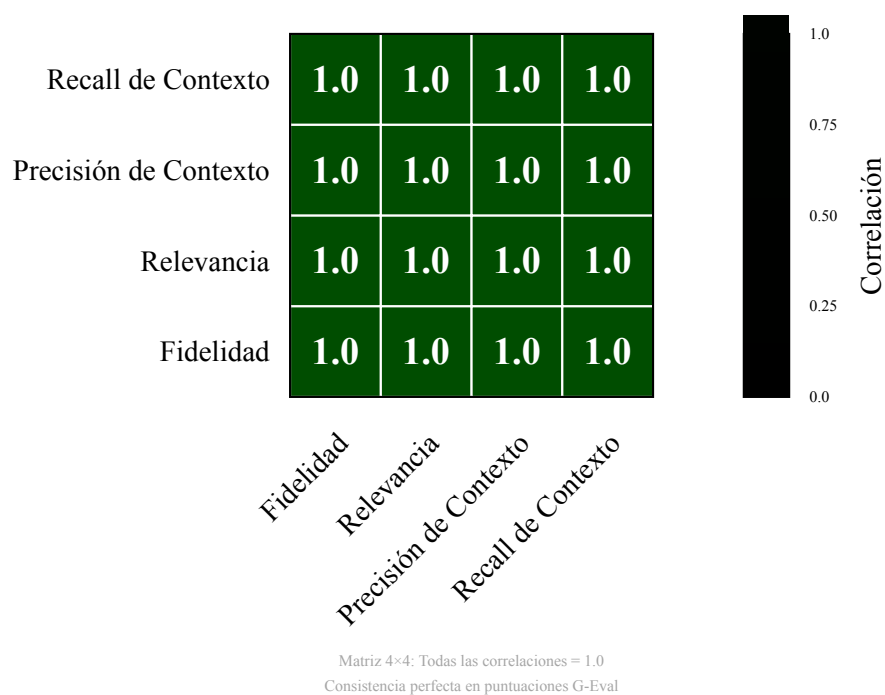 Recall de Contexto
1.0 1.0 1.0 1.0
Precisión de Contexto
1.0 1.0 1.0 1.0
Relevancia
1.0 1.0 1.0 1.0
Fidelidad
1.0 1.0 1.0 1.0
Fidelidad
Relevancia
Precisión de Contexto
Recall de Contexto
1.0
0.75
0.50
0.25
0.0
Correlación
Matriz 4×4: Todas las correlaciones = 1.0
Consistencia perfecta en puntuaciones G-Eval